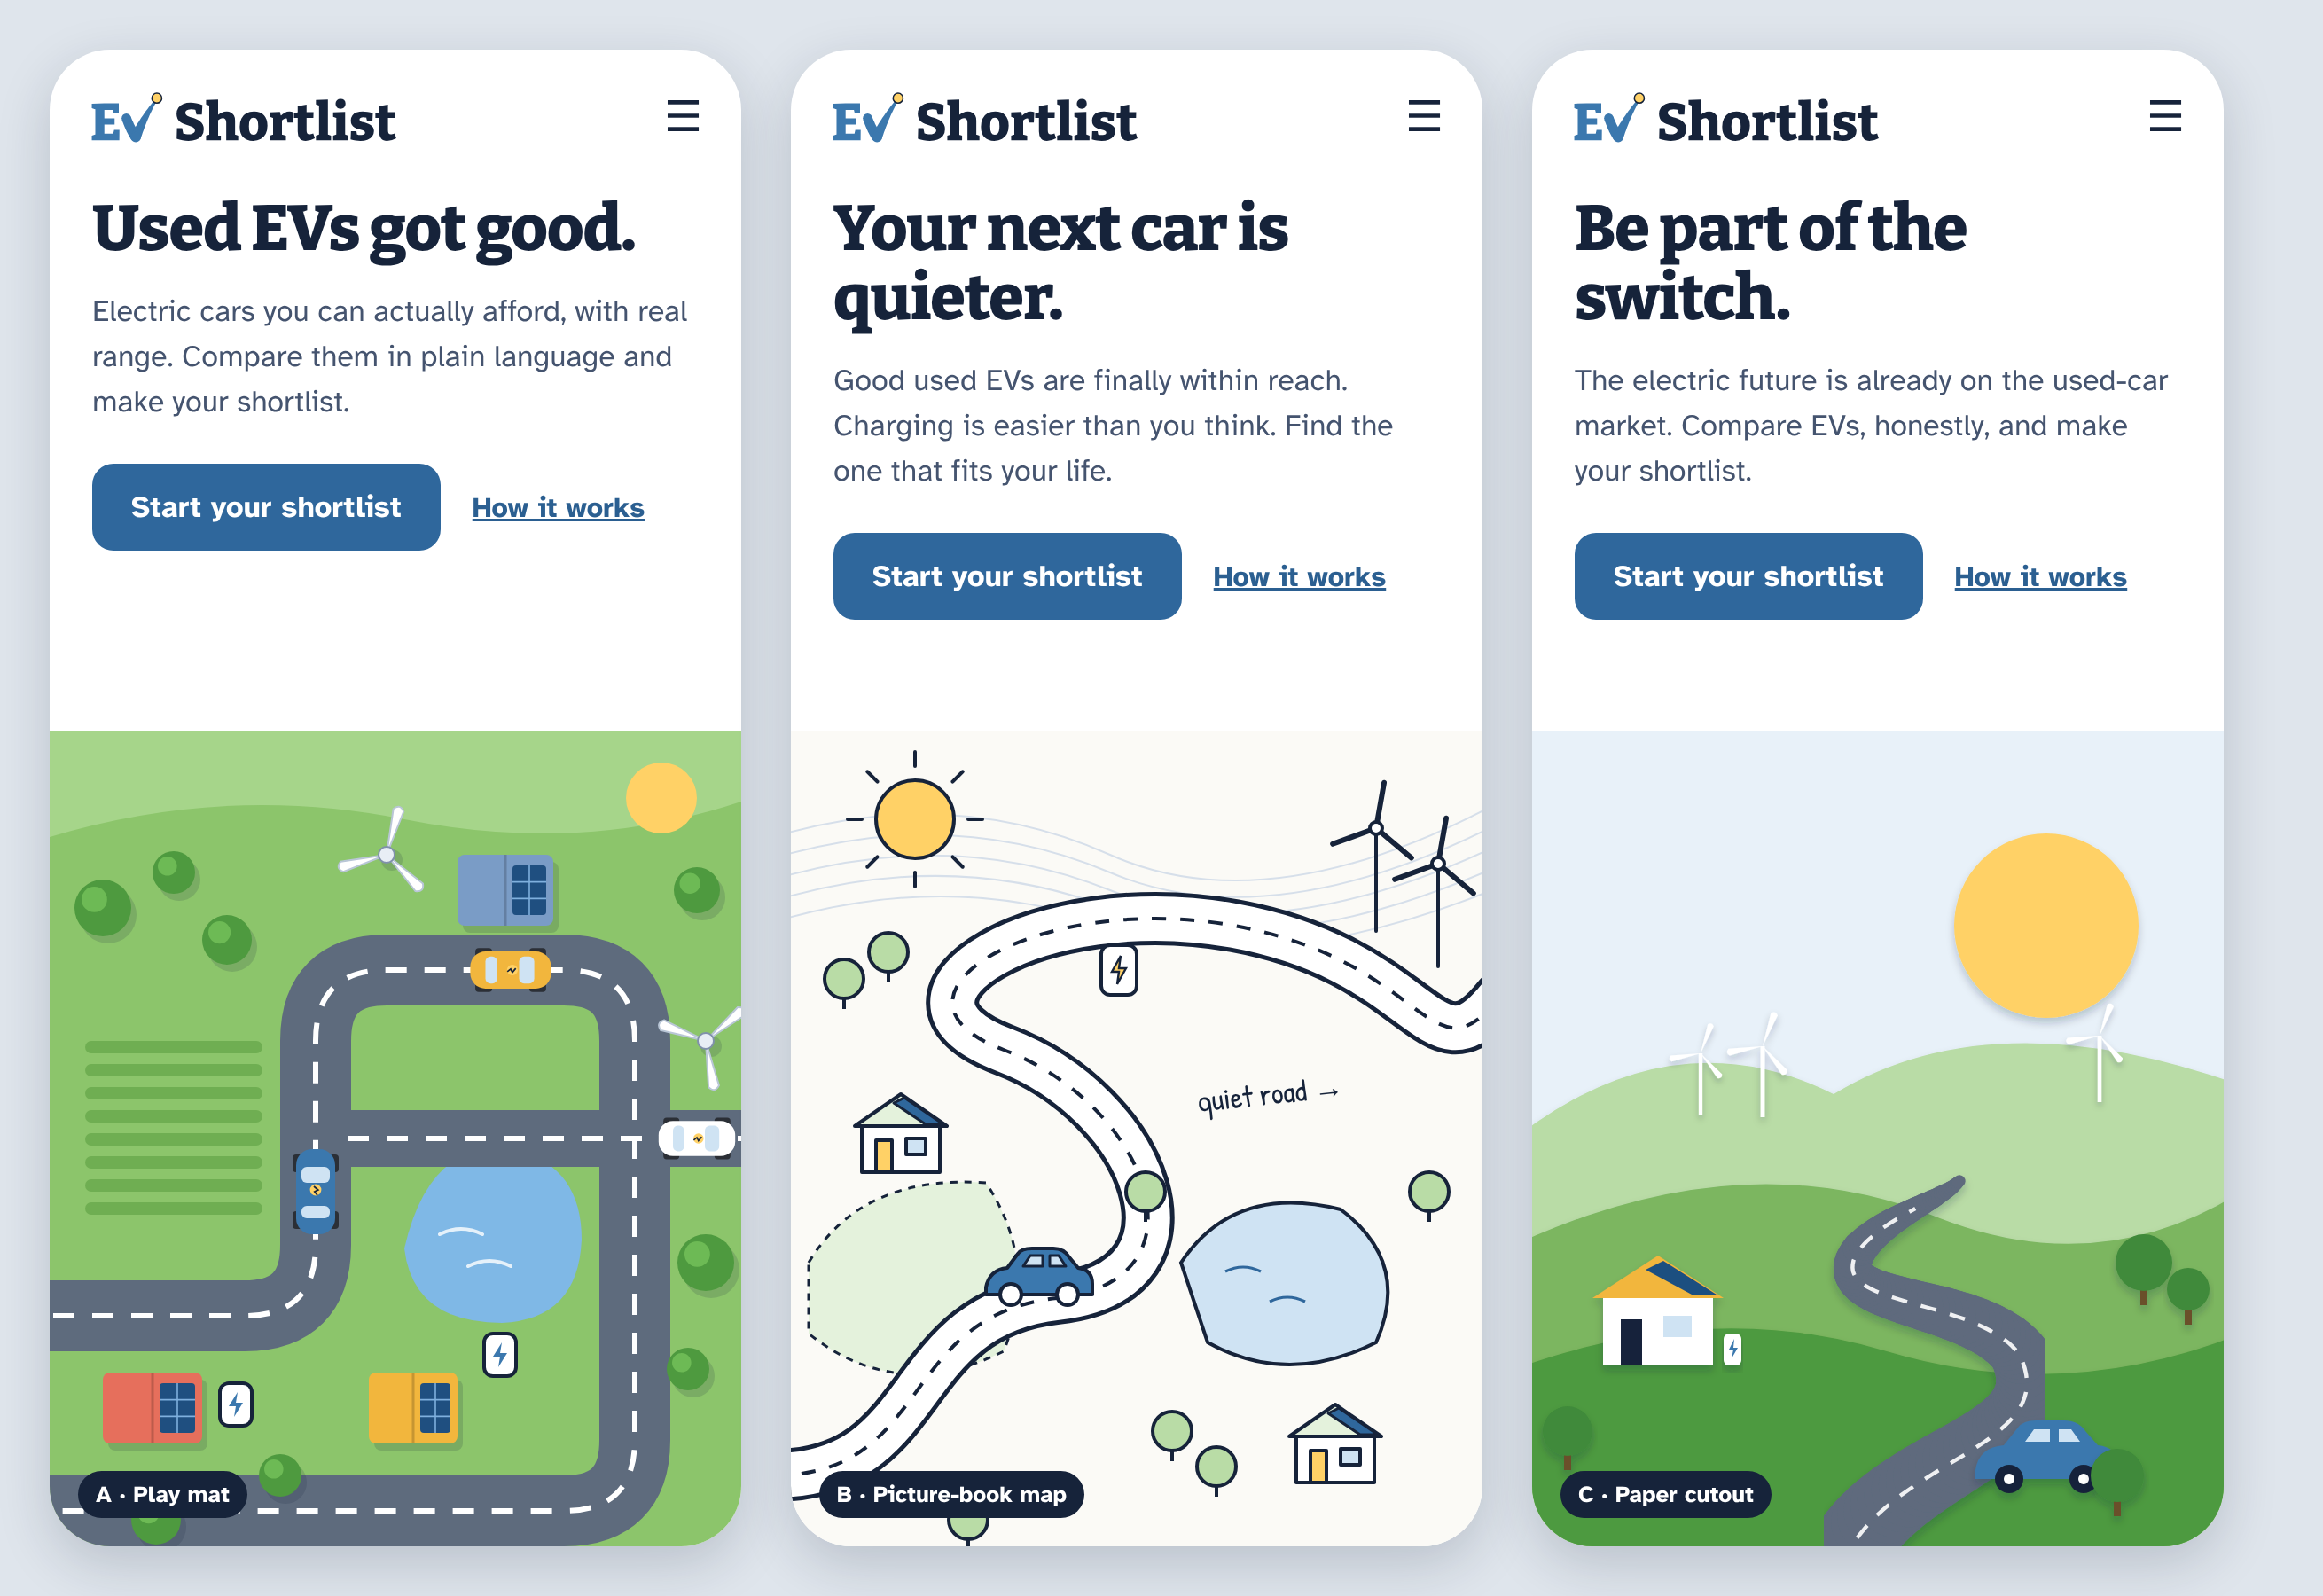 EV Shortlist
Used EVs got good.
Electric cars you can actually afford, with real
range. Compare them in plain language and
make your shortlist.
Start your shortlist
How it works
A · Play mat
EV Shortlist
Your next car is
quieter.
Good used EVs are finally within reach.
Charging is easier than you think. Find the
one that fits your life.
Start your shortlist
How it works
quiet road →
B · Picture-book map
EV Shortlist
Be part of the
switch.
The electric future is already on the used-car
market. Compare EVs, honestly, and make
your shortlist.
Start your shortlist
How it works
C · Paper cutout